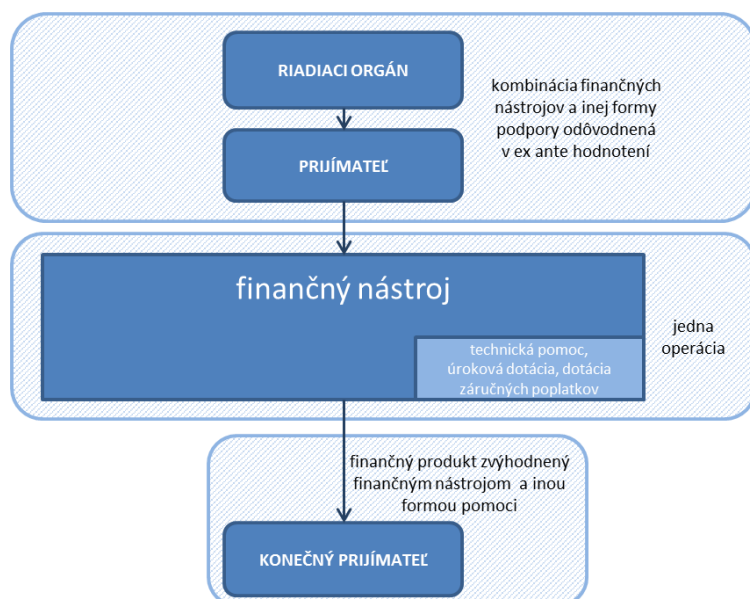 RIADIACI ORGÁN
kombinácia finančných
nástrojov a inej formy
podpory odôvodnená
v ex ante hodnotení
PRIJÍMATEĽ
finančný nástroj
jedna
operácia
technická pomoc,
úroková dotácia, dotácia
záručných poplatkov
finančný produkt zvýhodnený
finančným nástrojom a inou
formou pomoci
KONEČNÝ PRIJÍMATEĽ